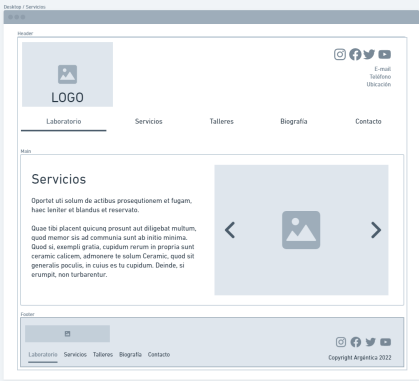 Desktop / Servicios
Header
LOGO
E-mail
Teléfono
Ubicación
Laboratorio Servicios Talleres Biografía Contacto
Main
Servicios
Oportet uti solum de actibus prosequtionem et fugam,
haec leniter et blandus et reservato.
Quae tibi placent quicunq prosunt aut diligebat multum,
quod memor sis ad communia sunt ab initio minima.
Quod si, exempli gratia, cupidum rerum in propria sunt
ceramic calicem, admonere te solum Ceramic, quod sit
generalis poculis, in cuius es tu cupidum. Deinde, si
erumpit, non turbarentur.
Footer
Laboratorio Servicios Talleres Biografía Contacto
Copyright Argéntica 2022